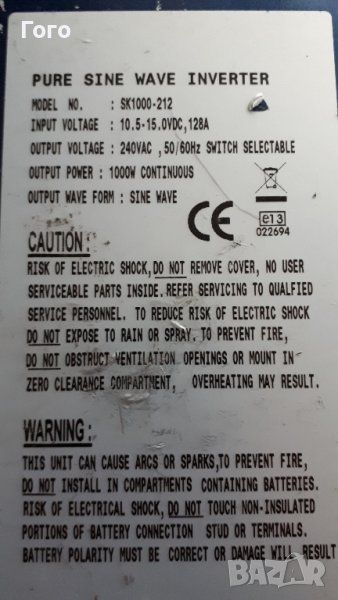 Foro
PURE SINE WAVE INVERTER
MODEL NO. : SK1000-212
INPUT VOLTAGE : 10.5-15.0VDC,128A
OUTPUT VOLTAGE : 240VAC ,50/60Hz SWITCH SELECTABLE
OUTPUT POWER : 1000W CONTINUOUS
OUTPUT WAVE FORM : SINE WAVE
CE
e13
022694
CAUTION:
RISK OF ELECTRIC SHOCK, DO NOT REMOVE COVER, NO USER
SERVICEABLE PARTS INSIDE. REFER SERVICING TO QUALFIED
SERVICE PERSONNEL. TO REDUCE RISK OF ELECTRIC SHOCK
DO NOT EXPOSE TO RAIN OR SPRAY. TO PREVENT FIRE,
DO NOT OBSTRUCT VENTILATION OPENINGS OR MOUNT IN
ZERO CLEARANCE COMPARTMENT, OVERHEATING MAY RESULT.
WARNING:
THIS UNIT CAN CAUSE ARCS OR SPARKS,TO PREVENT FIRE,
DO NOT INSTALL IN COMPARTMENTS CONTAINING BATTERIES.
RISK OF ELECTRICAL SHOCK, DO NOT TOUCH NON-INSULATED
PORTIONS OF BATTERY CONNECTION STUD OR TERMINALS.
BATTERY POLARITY MUST BE CORRECT OR DAMAGE WILL RESULT
BAZAR